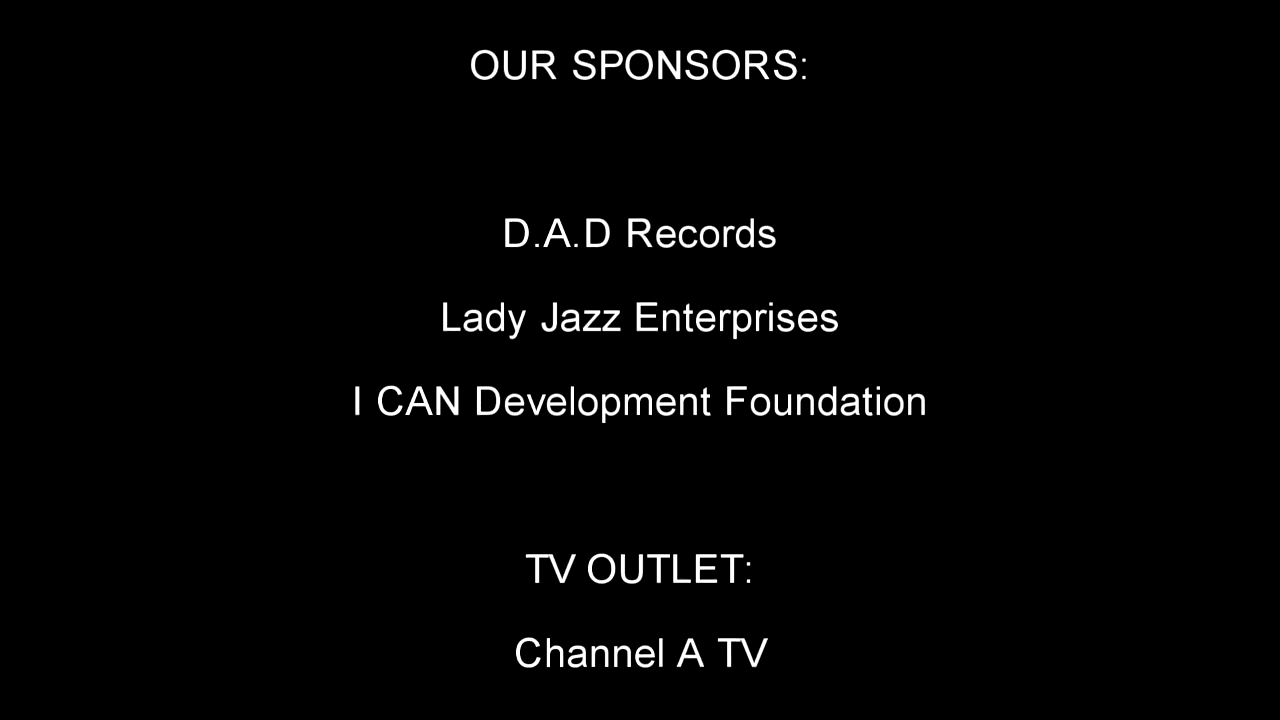 OUR SPONSORS:
D.A.D Records
Lady Jazz Enterprises
I CAN Development Foundation
TV OUTLET:
Channel A TV